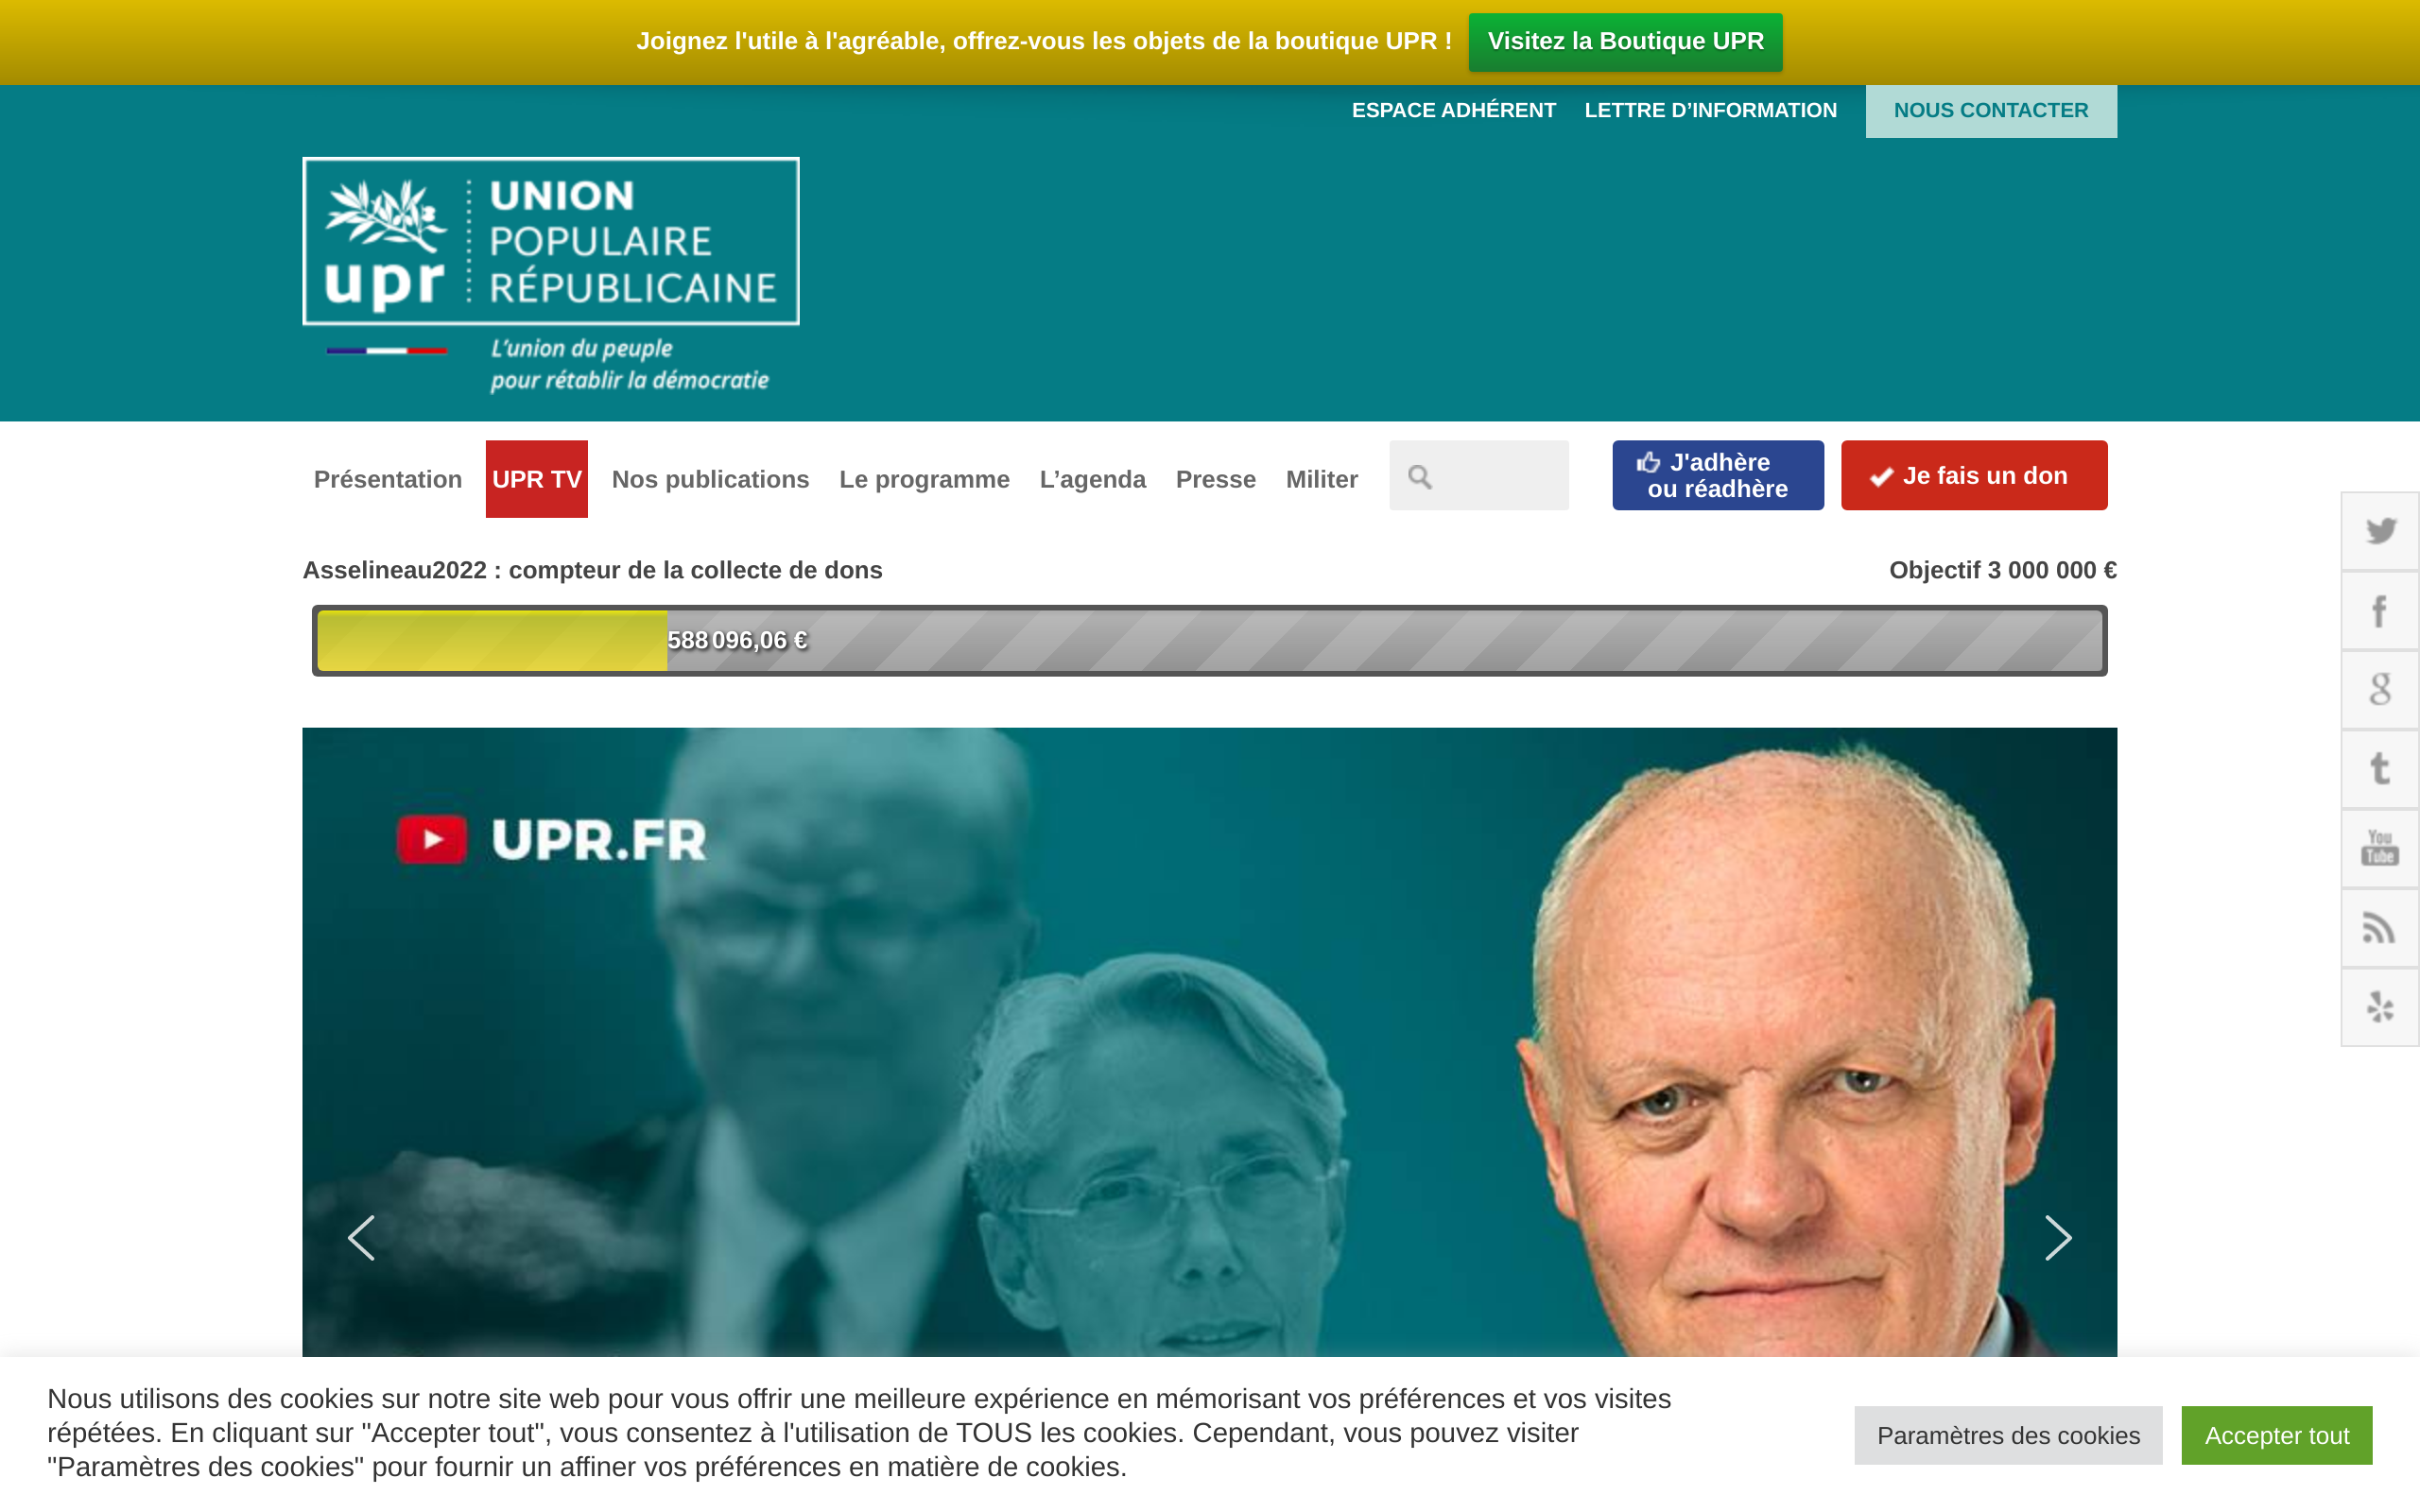 Joignez l'utile à l'agréable, offrez-vous les objets de la boutique UPR !
Visitez la Boutique UPR
ESPACE ADHÉRENT
LETTRE D’INFORMATION
NOUS CONTACTER
upr
UNION
POPULAIRE
RÉPUBLICAINE
L’union du peuple
pour rétablir la démocratie
Présentation
UPR TV
Nos publications
Le programme
L’agenda
Presse
Militer
J'adhère
ou réadhère
Je fais un don
Asselineau2022 : compteur de la collecte de dons
Objectif 3 000 000 €
588 096,06 €
UPR.FR
You
Tube
Nous utilisons des cookies sur notre site web pour vous offrir une meilleure expérience en mémorisant vos préférences et vos visites
répétées. En cliquant sur "Accepter tout", vous consentez à l'utilisation de TOUS les cookies. Cependant, vous pouvez visiter
"Paramètres des cookies" pour fournir un affiner vos préférences en matière de cookies.
Paramètres des cookies
Accepter tout